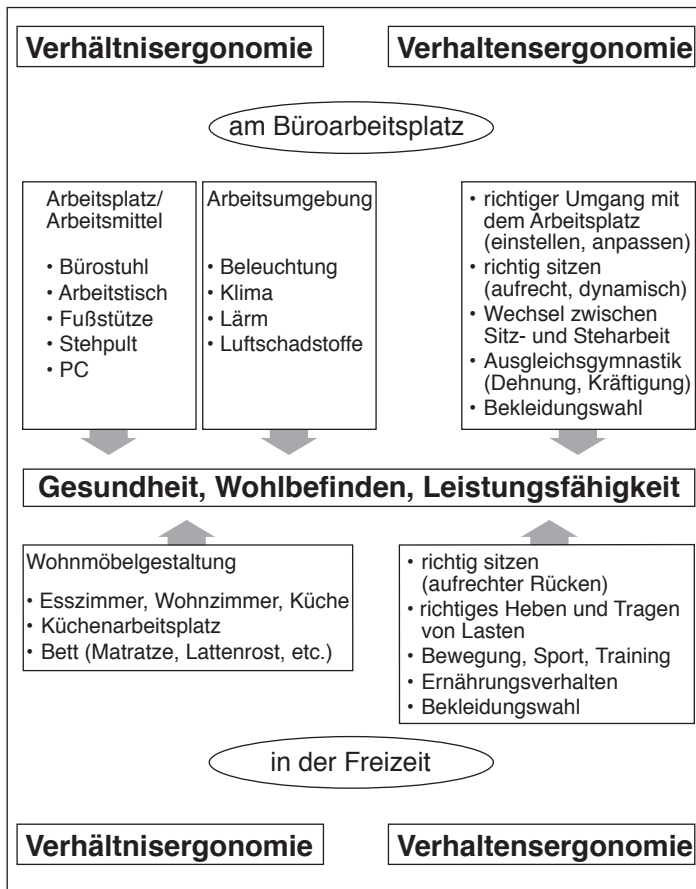 Verhältnisergonomie
Verhaltensergonomie
am Büroarbeitsplatz
Arbeitsplatz/
Arbeitsmittel
• Bürostuhl
• Arbeitstisch
• Fußstütze
• Stehpult
• PC
Arbeitsumgebung
• Beleuchtung
• Klima
• Lärm
• Luftschadstoffe
• richtiger Umgang mit
dem Arbeitsplatz
(einstellen, anpassen)
• richtig sitzen
(aufrecht, dynamisch)
• Wechsel zwischen
Sitz- und Steharbeit
• Ausgleichsgymnastik
(Dehnung, Kräftigung)
• Bekleidungswahl
Gesundheit, Wohlbefinden, Leistungsfähigkeit
Wohnmöbelgestaltung
• Esszimmer, Wohnzimmer, Küche
• Küchenarbeitsplatz
• Bett (Matratze, Lattenrost, etc.)
• richtig sitzen
(aufrechter Rücken)
• richtiges Heben und Tragen
von Lasten
• Bewegung, Sport, Training
• Ernährungsverhalten
• Bekleidungswahl
in der Freizeit
Verhältnisergonomie
Verhaltensergonomie